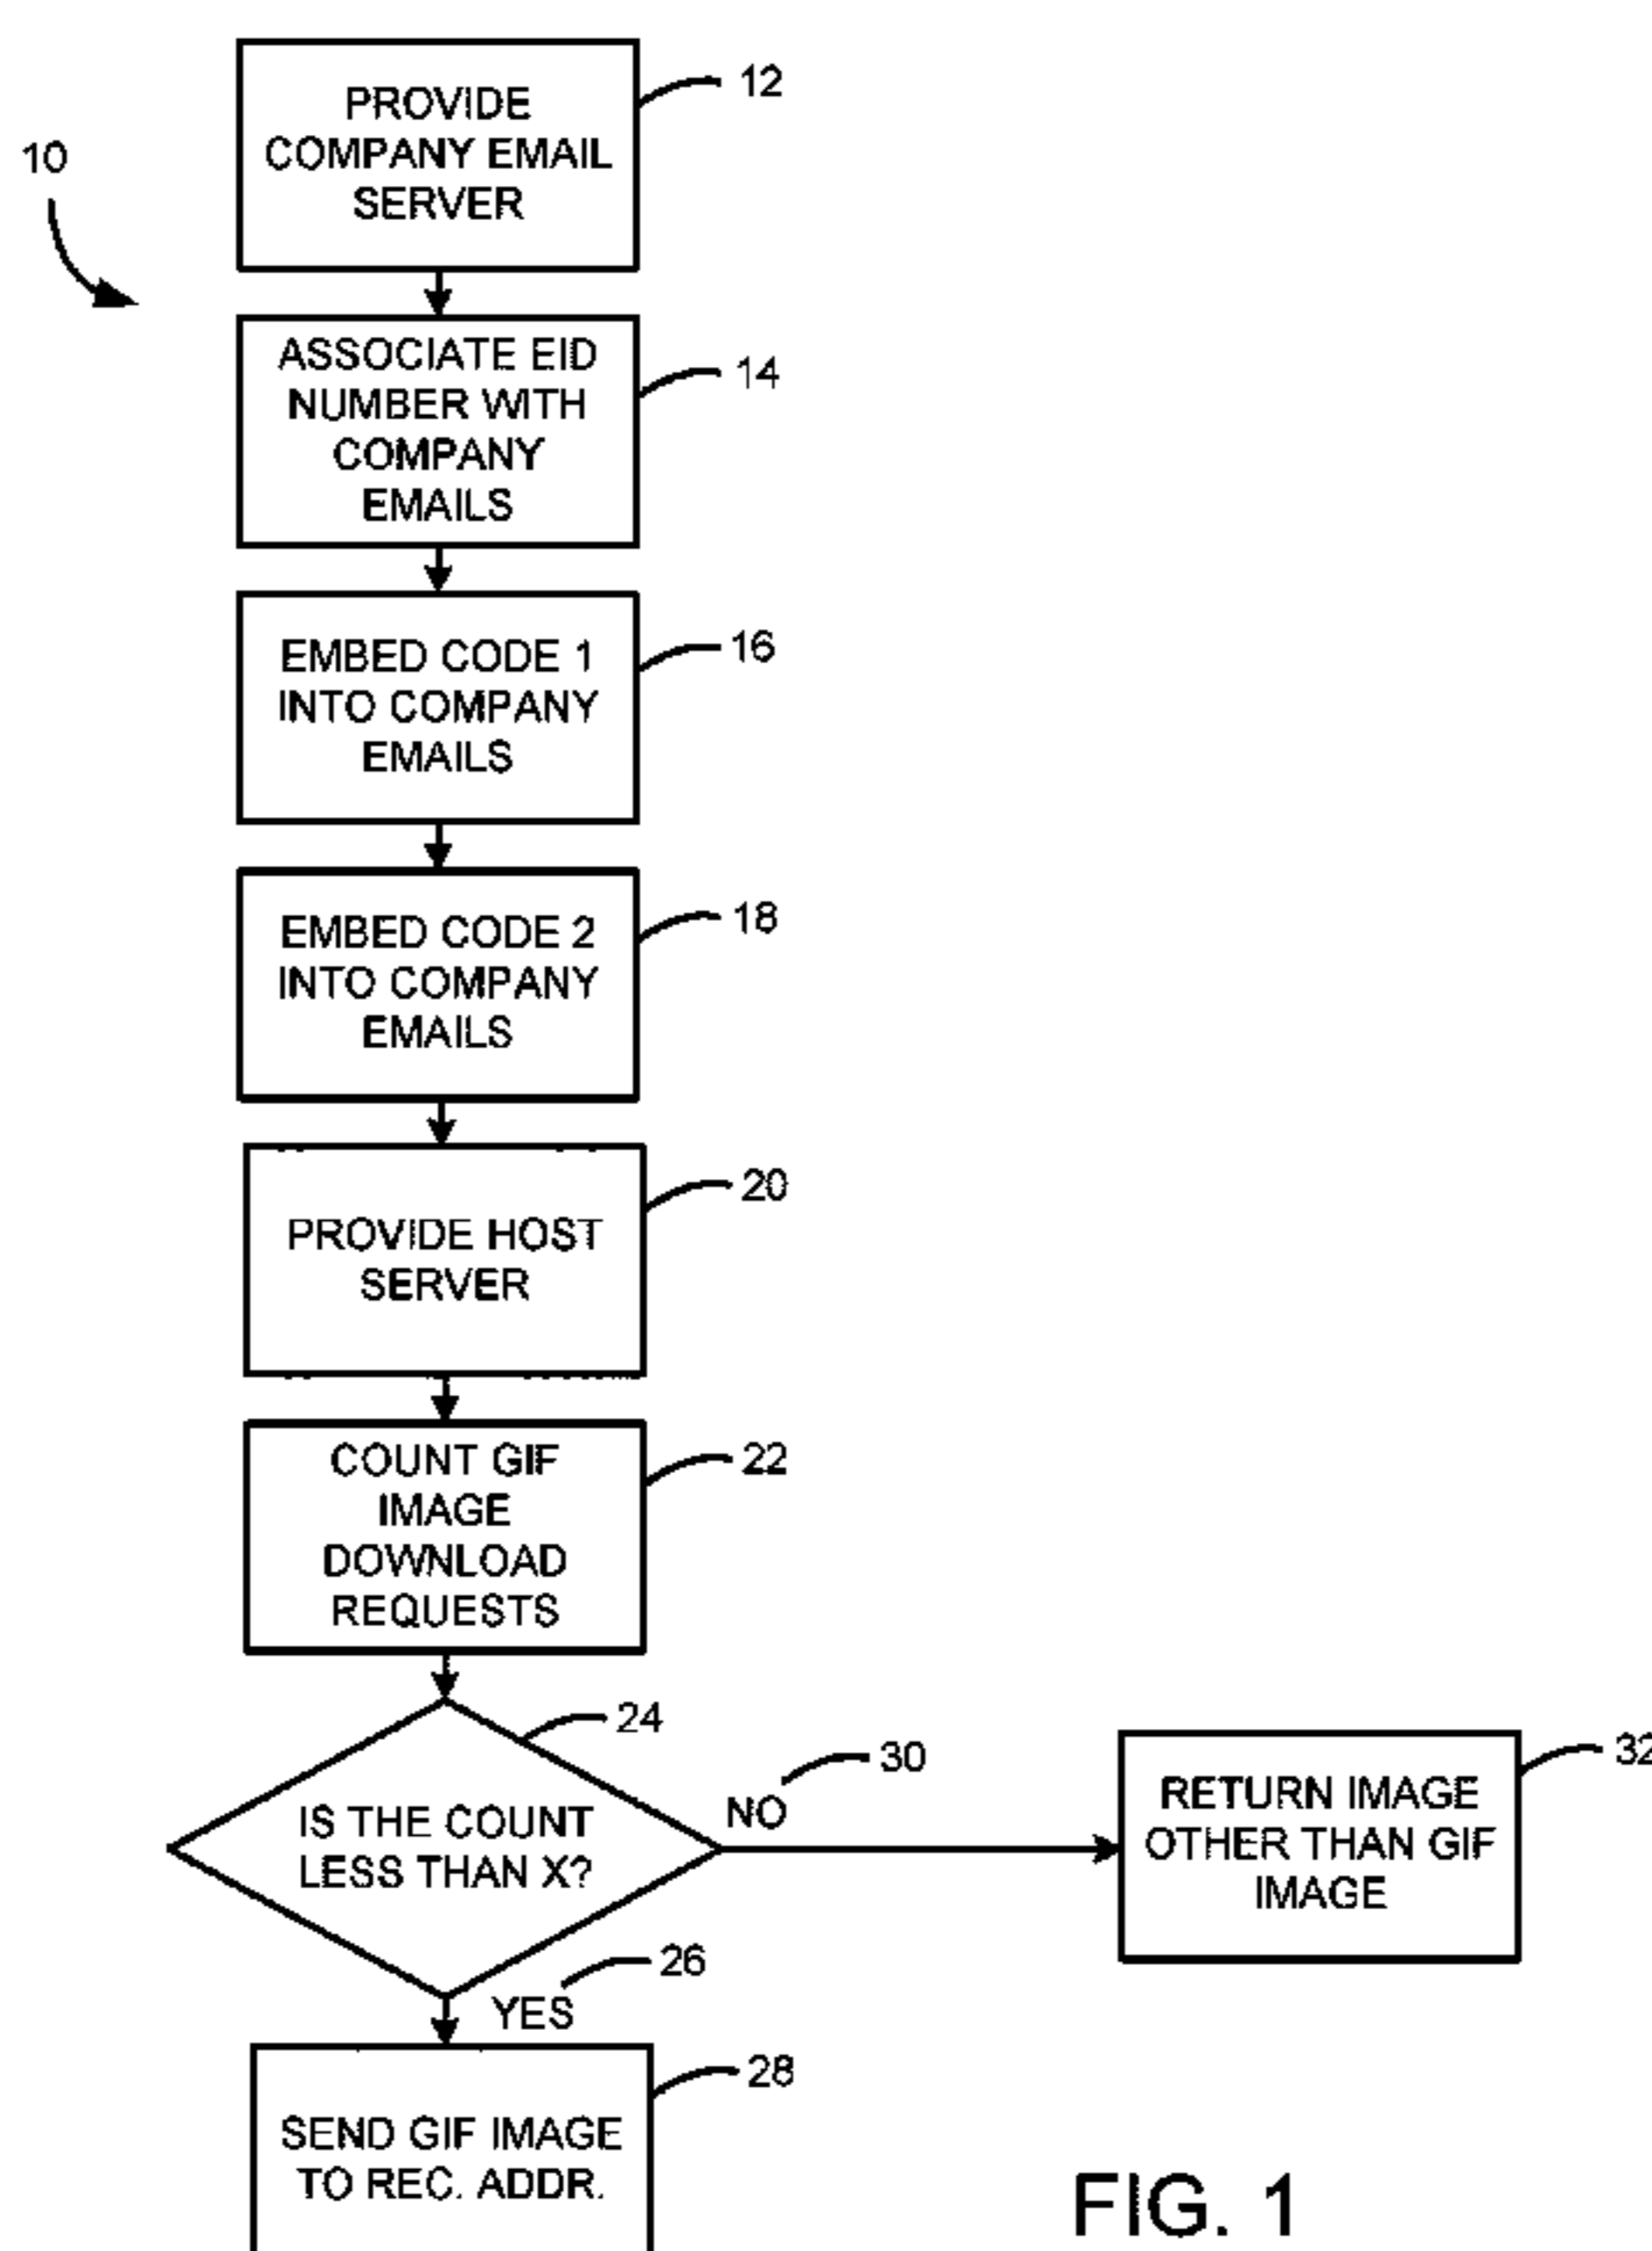 10
PROVIDE
COMPANY EMAIL
SERVER
12
ASSOCIATE EID
NUMBER WITH
COMPANY
EMAILS
14
EMBED CODE 1
INTO COMPANY
EMAILS
16
EMBED CODE 2
INTO COMPANY
EMAILS
18
PROVIDE HOST
SERVER
20
COUNT GIF
IMAGE
DOWNLOAD
REQUESTS
22
IS THE COUNT
LESS THAN X?
24
NO
30
RETURN IMAGE
OTHER THAN GIF
IMAGE
32
YES
26
SEND GIF IMAGE
TO REC. ADDR.
28
FIG. 1